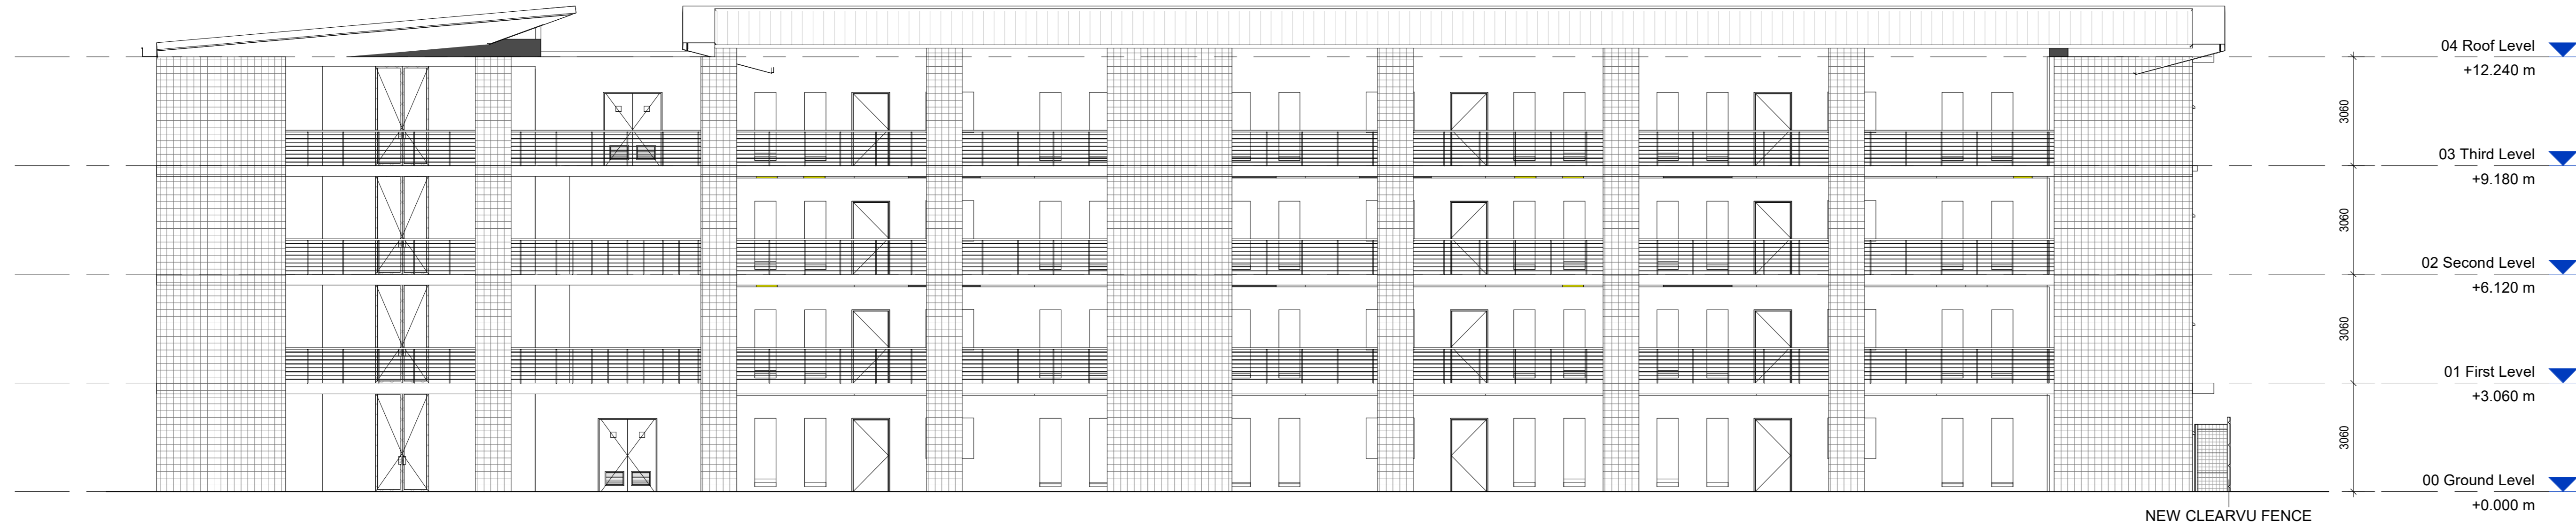 04 Roof Level
+12.240 m
3060
03 Third Level
+9.180 m
3060
02 Second Level
+6.120 m
3060
01 First Level
+3.060 m
3060
00 Ground Level
+0.000 m
NEW CLEARVU FENCE